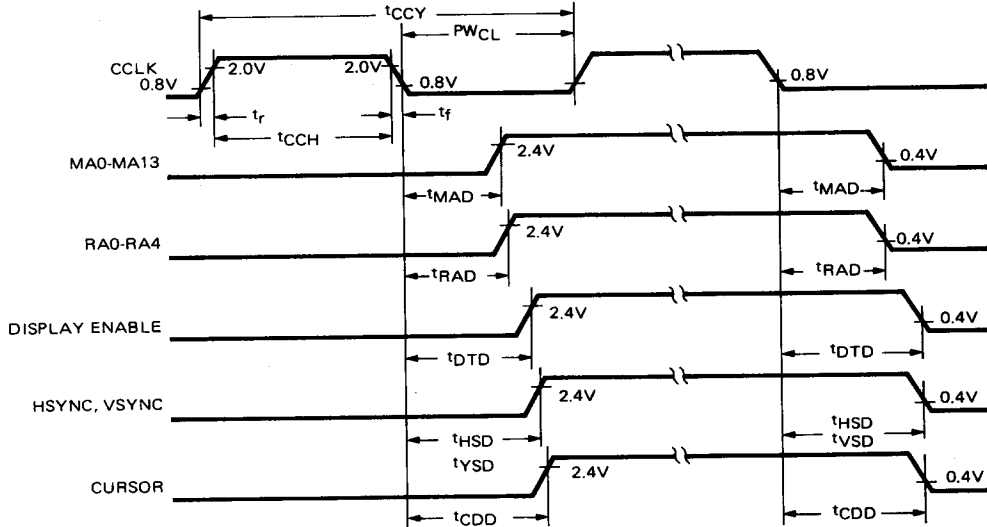 tCCY
PWCL
CCLK
0.8V
2.0V
2.0V
0.8V
0.8V
tr
tf
tCCH
MA0-MA13
2.4V
0.4V
tMAD
tMAD
RA0-RA4
2.4V
0.4V
tRAD
tRAD
DISPLAY ENABLE
2.4V
0.4V
tDTD
tDTD
HSYNC, VSYNC
2.4V
0.4V
tHSD
tHSD
tYSD
tVSD
CURSOR
2.4V
0.4V
tCDD
tCDD